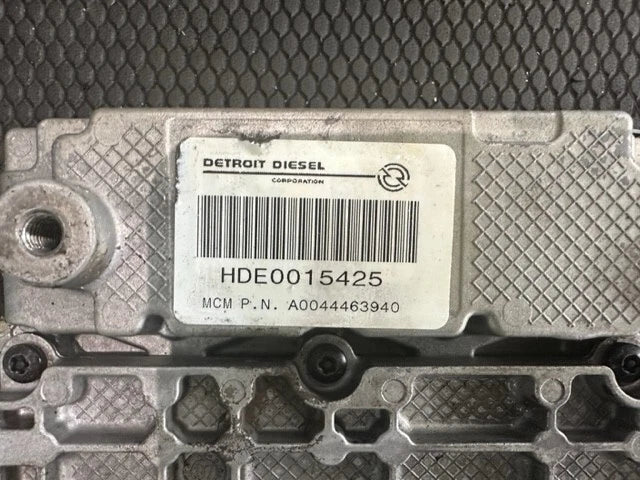 DETROIT DIESEL
CORPORATION
HDE0015425
MCM P.N. A0044463940